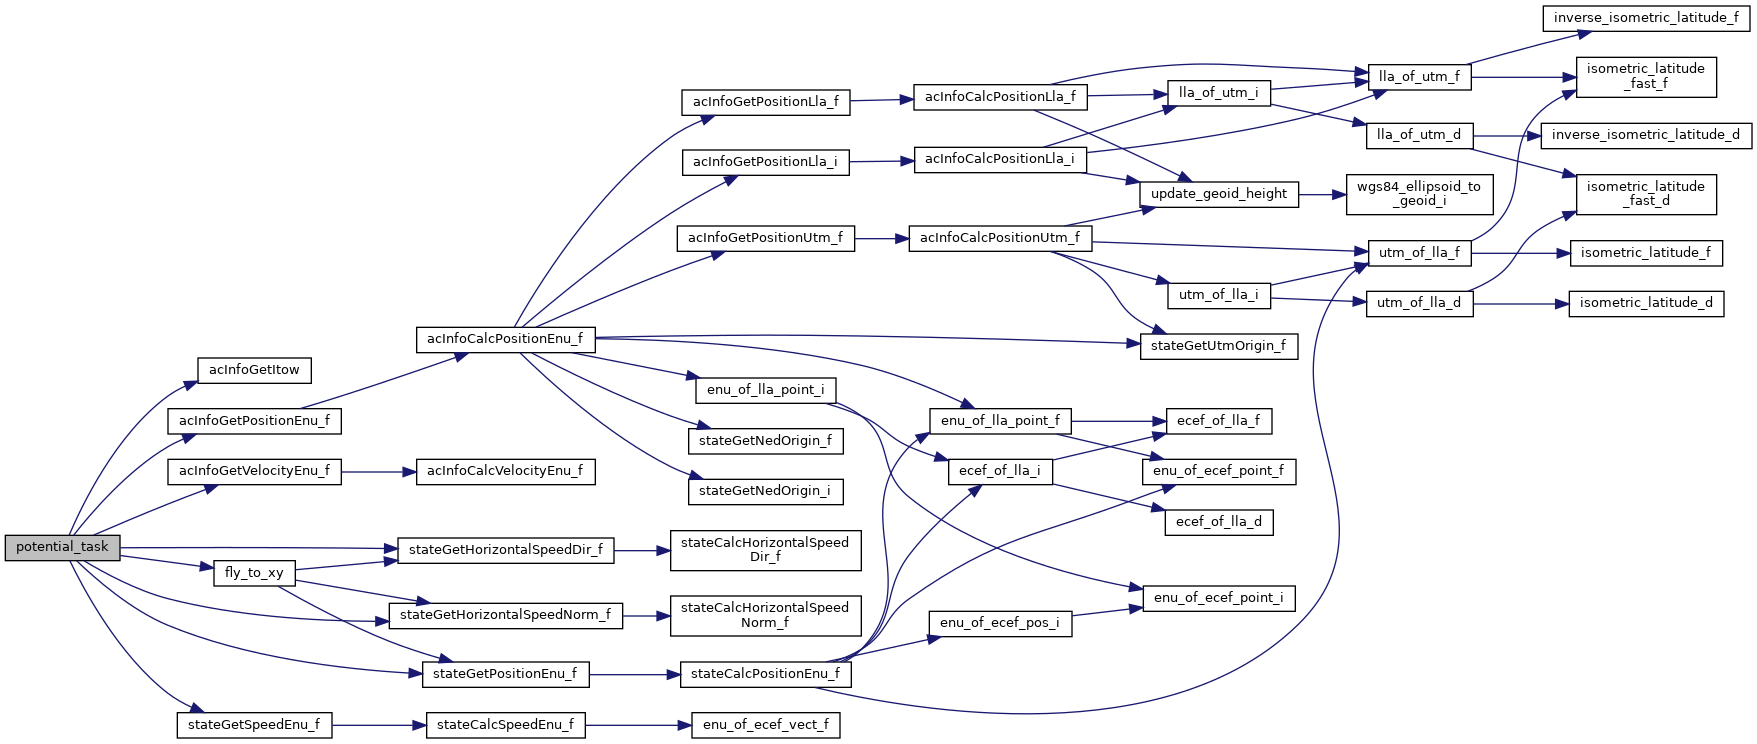 potential_task
acInfoGetItow
acInfoGetPositionEnu_f
acInfoGetVelocityEnu_f
fly_to_xy
stateGetSpeedEnu_f
acInfoCalcPositionEnu_f
acInfoCalcVelocityEnu_f
stateGetHorizontalSpeedDir_f
stateGetHorizontalSpeedNorm_f
stateGetPositionEnu_f
stateCalcSpeedEnu_f
acInfoGetPositionLla_f
acInfoGetPositionLla_i
acInfoGetPositionUtm_f
enu_of_lla_point_i
stateGetNedOrigin_f
stateGetNedOrigin_i
stateCalcHorizontalSpeed
Dir_f
stateCalcHorizontalSpeed
Norm_f
stateCalcPositionEnu_f
enu_of_ecef_vect_f
acInfoCalcPositionLla_f
acInfoCalcPositionLla_i
acInfoCalcPositionUtm_f
enu_of_lla_point_f
ecef_of_lla_i
enu_of_ecef_pos_i
lla_of_utm_i
update_geoid_height
utm_of_lla_i
stateGetUtmOrigin_f
ecef_of_lla_f
enu_of_ecef_point_f
ecef_of_lla_d
enu_of_ecef_point_i
lla_of_utm_f
lla_of_utm_d
wgs84_ellipsoid_to
_geoid_i
utm_of_lla_f
utm_of_lla_d
inverse_isometric_latitude_f
isometric_latitude
_fast_f
inverse_isometric_latitude_d
isometric_latitude
_fast_d
isometric_latitude_f
isometric_latitude_d